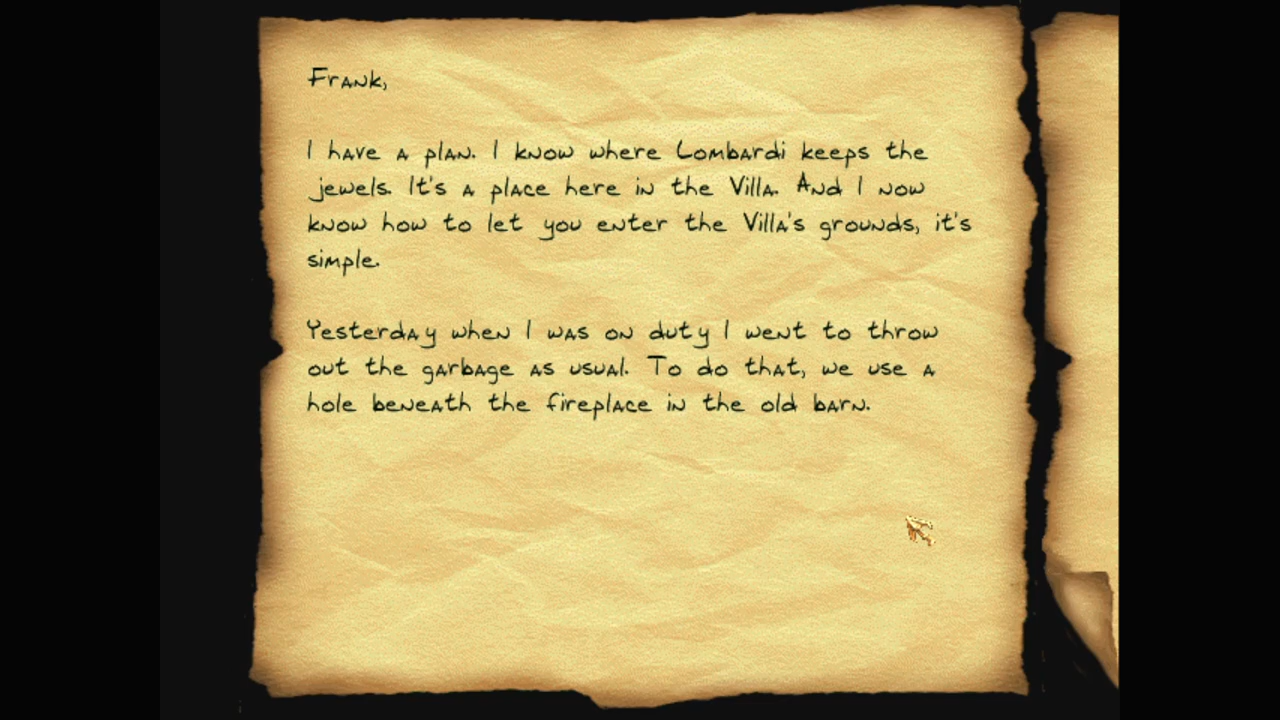 Frank,
I have a plan. I know where Lombardi keeps the
jewels. It's a place here in the Villa. And I now
know how to let you enter the Villa's grounds, it's
simple.
Yesterday when I was on duty I went to throw
out the garbage as usual. To do that, we use a
hole beneath the fireplace in the old barn.